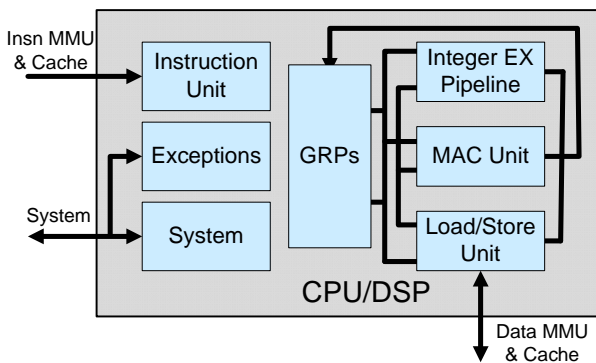 Insn MMU
& Cache
Instruction
Unit
Exceptions
System
System
GRPs
Integer EX
Pipeline
MAC Unit
Load/Store
Unit
CPU/DSP
Data MMU
& Cache